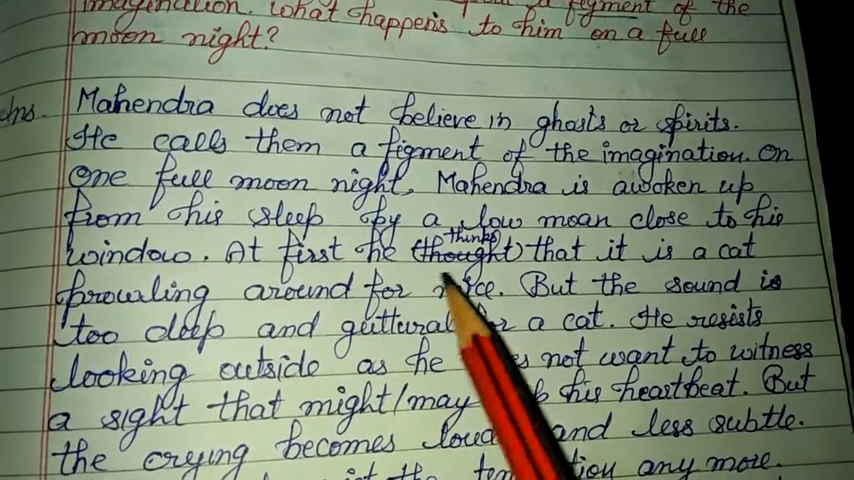 imagination. What happens to him on a full
moon night?
Ans. Mahendra does not believe in ghosts or spirits.
He calls them a figment of the imagination. On
one full moon night, Mahendra is awoken up
from his sleep by a low moan close to his
window. At first he (thought) thinks that it is a cat
prowling around for mice. But the sound is
too deep and guttural for a cat. He resists
looking outside as he not want to witness
a sight that might/may his heartbeat. But
the crying becomes louder and less subtle.
the any more.